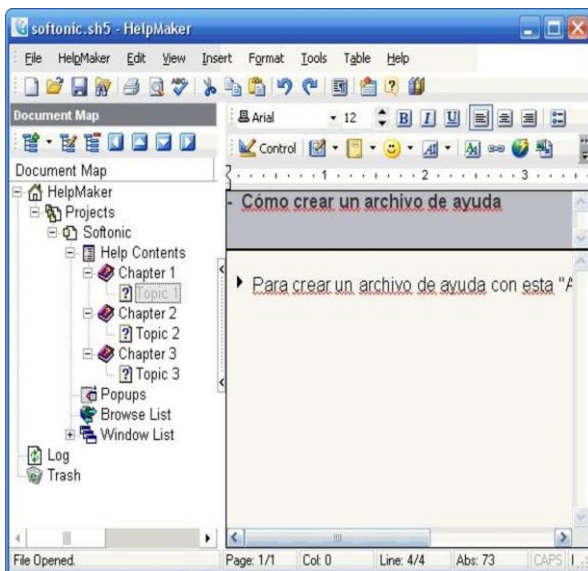 softonic.sh5 - HelpMaker
File HelpMaker Edit View Insert Format Tools Table Help
Document Map
Arial 12 B I U
Control
Document Map
1 2 3
HelpMaker
Projects
Softonic
Help Contents
Chapter 1
Topic 1
Chapter 2
Topic 2
Chapter 3
Topic 3
Popups
Browse List
Window List
Log
Trash
- Cómo crear un archivo de ayuda
Para crear un archivo de ayuda con esta "A
File Opened. Page: 1/1 Col: 0 Line: 4/4 Abs: 73 CAPS I